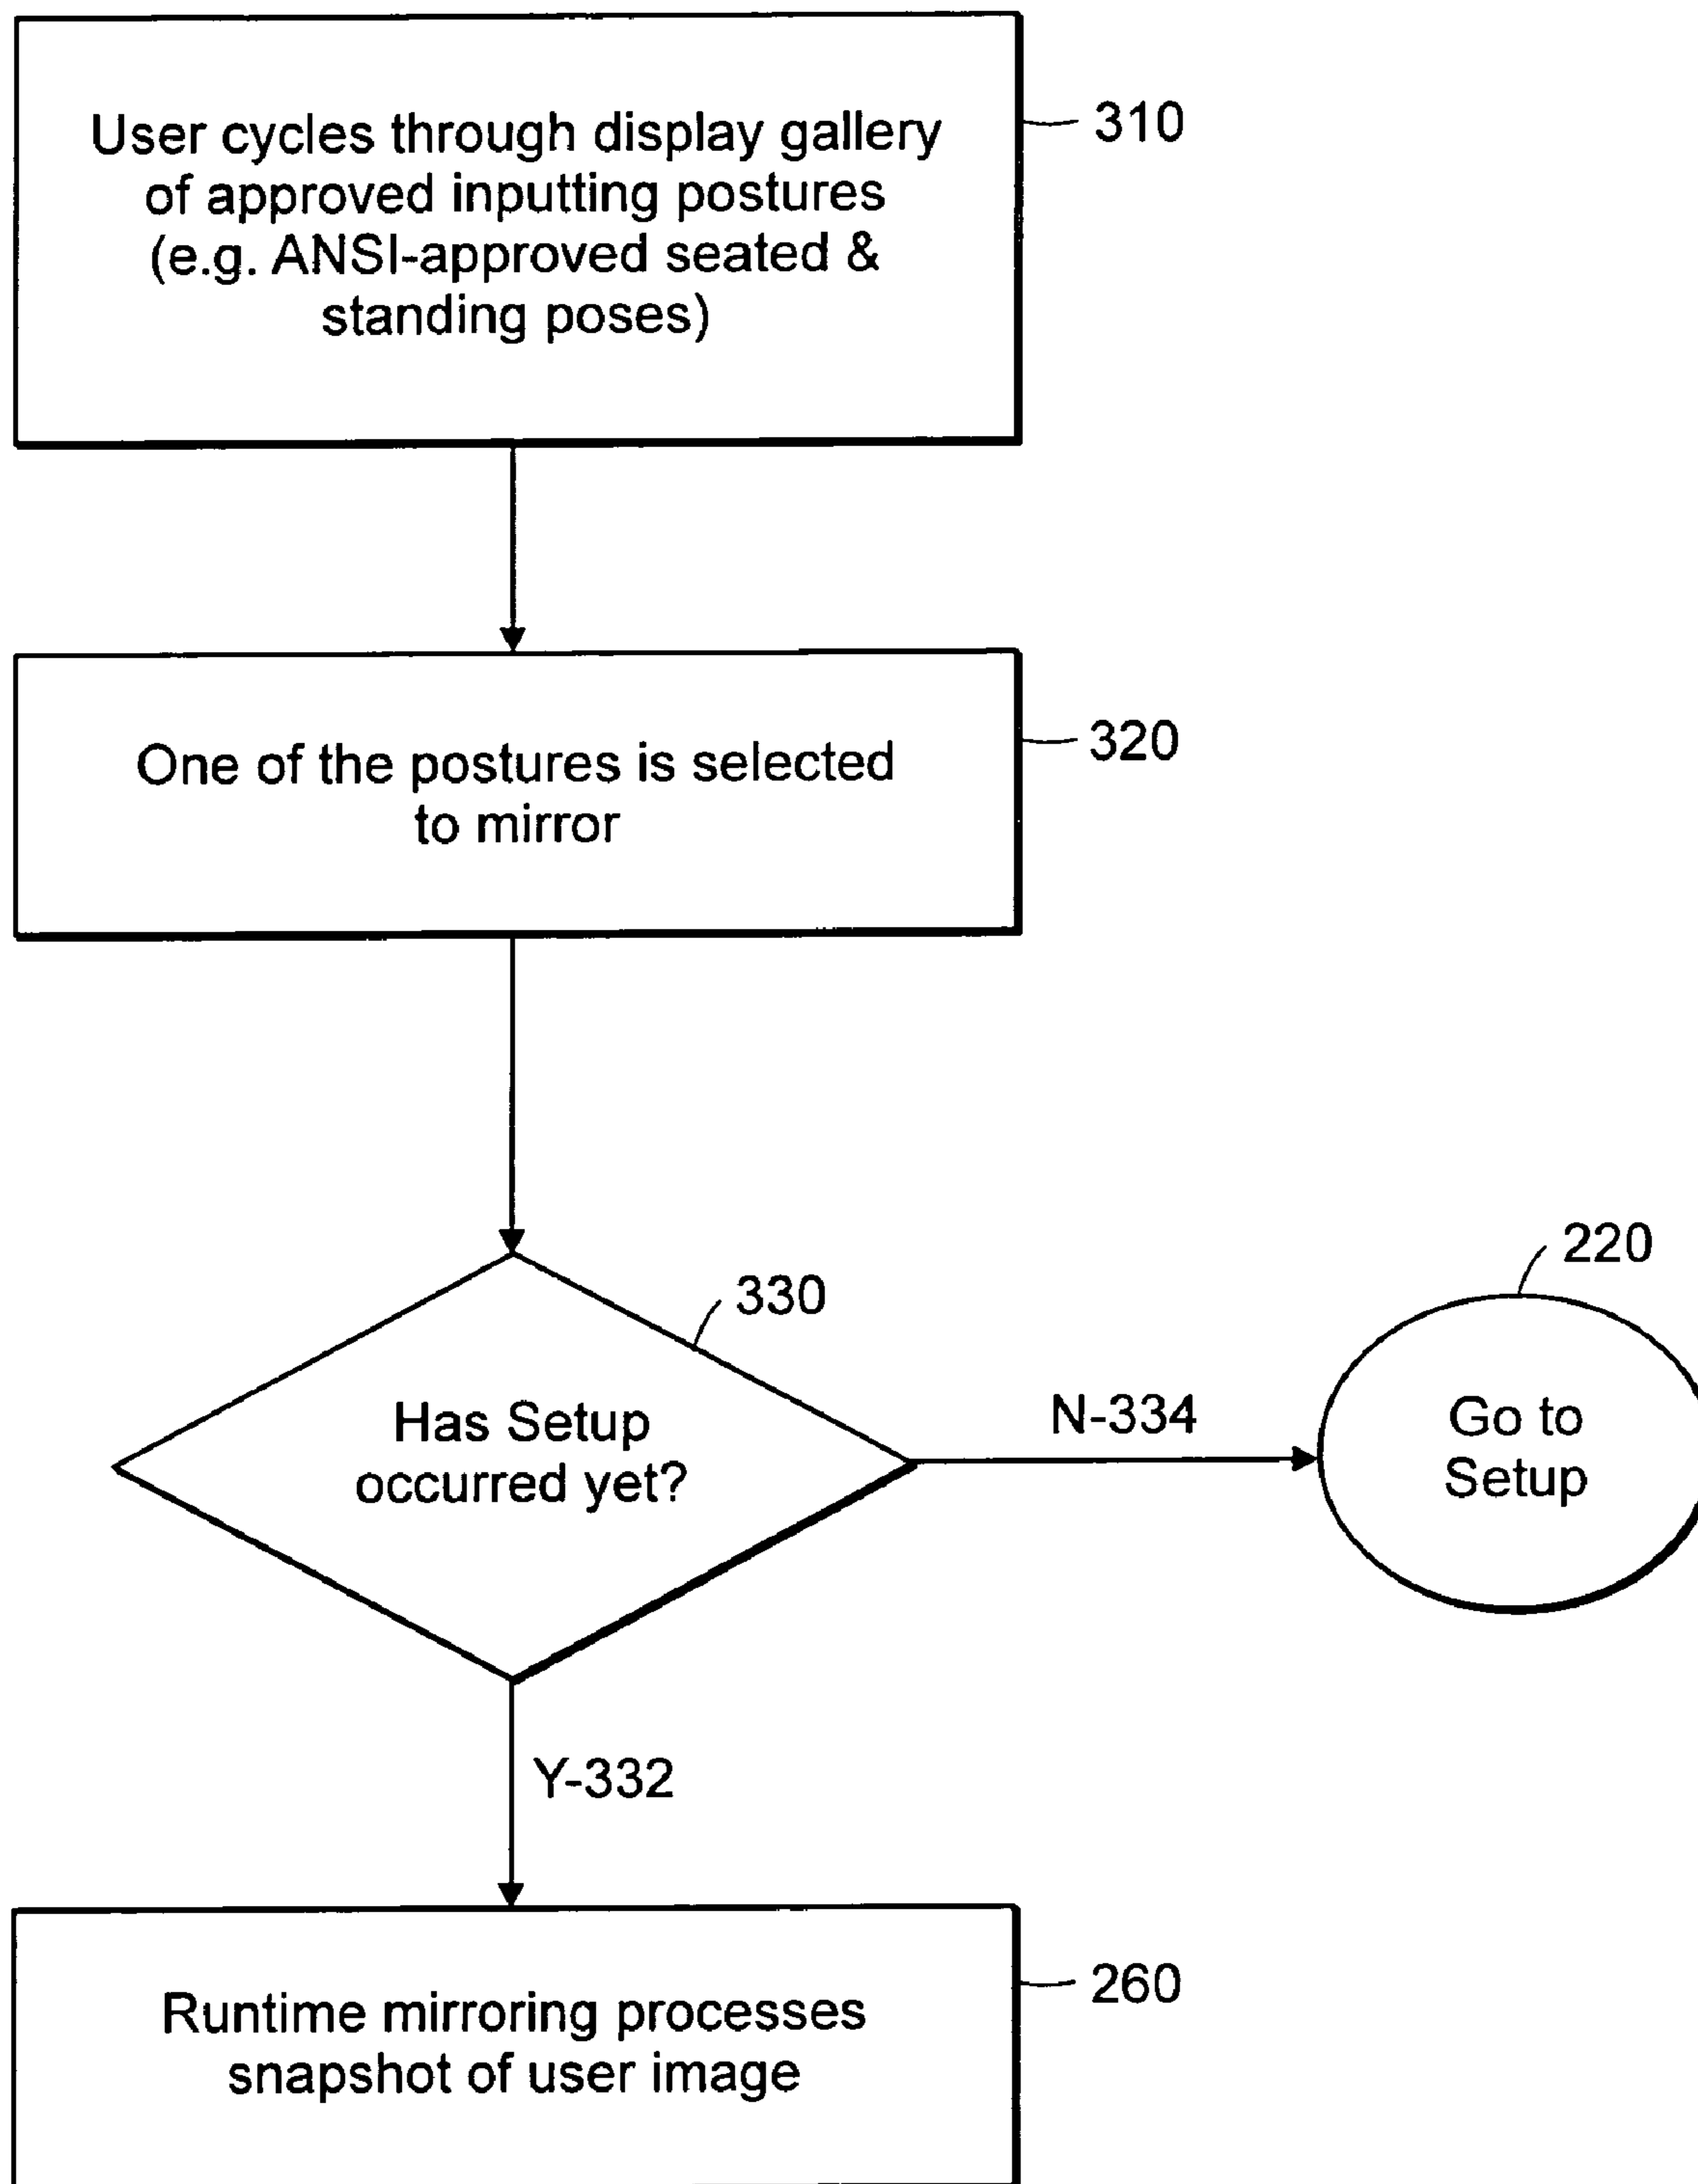 User cycles through display gallery
of approved inputting postures
(e.g. ANSI-approved seated &
standing poses)
310
One of the postures is selected
to mirror
320
330
Has Setup
occurred yet?
N-334
220
Go to
Setup
Y-332
Runtime mirroring processes
snapshot of user image
260